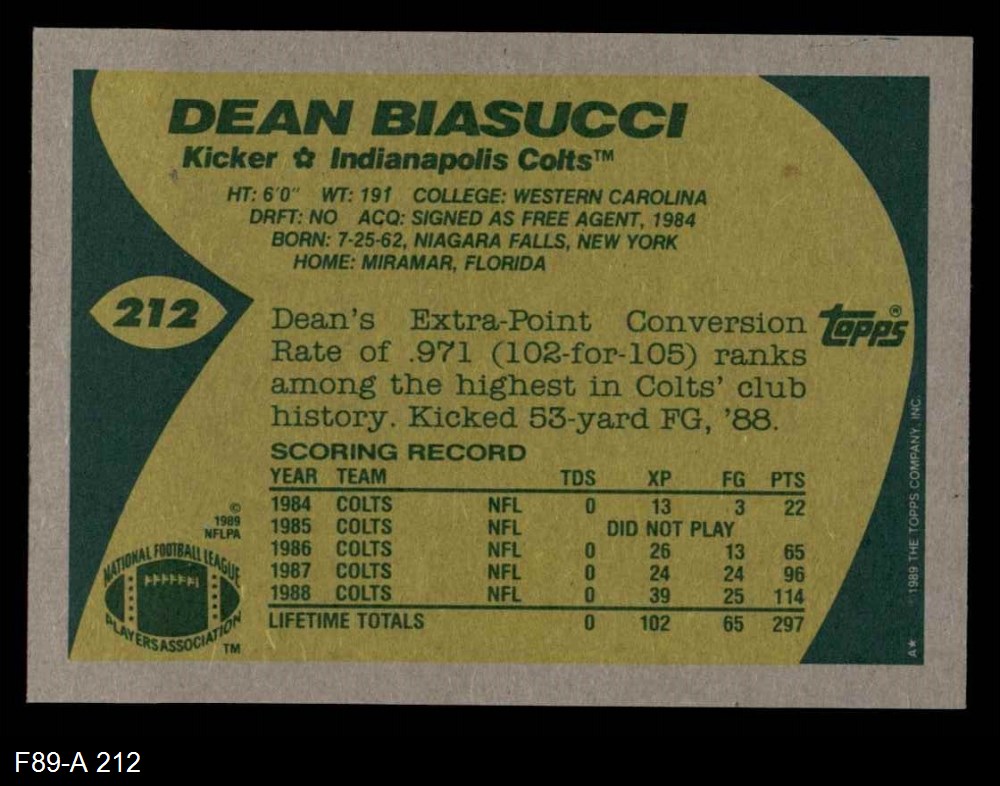 DEAN BIASUCCI
Kicker ✿ Indianapolis Colts™
HT: 6'0" WT: 191 COLLEGE: WESTERN CAROLINA
DRFT: NO ACQ: SIGNED AS FREE AGENT, 1984
BORN: 7-25-62, NIAGARA FALLS, NEW YORK
HOME: MIRAMAR, FLORIDA
212
Dean's Extra-Point Conversion
Rate of .971 (102-for-105) ranks
among the highest in Colts' club
history. Kicked 53-yard FG, '88.
topps®
SCORING RECORD
YEAR TEAM TDS XP FG PTS
1984 COLTS NFL 0 13 3 22
1985 COLTS NFL DID NOT PLAY
1986 COLTS NFL 0 26 13 65
1987 COLTS NFL 0 24 24 96
1988 COLTS NFL 0 39 25 114
LIFETIME TOTALS 0 102 65 297
©
1989
NFLPA
NATIONAL FOOTBALL LEAGUE
PLAYERS ASSOCIATION
TM
A* 1989 THE TOPPS COMPANY, INC.
F89-A 212